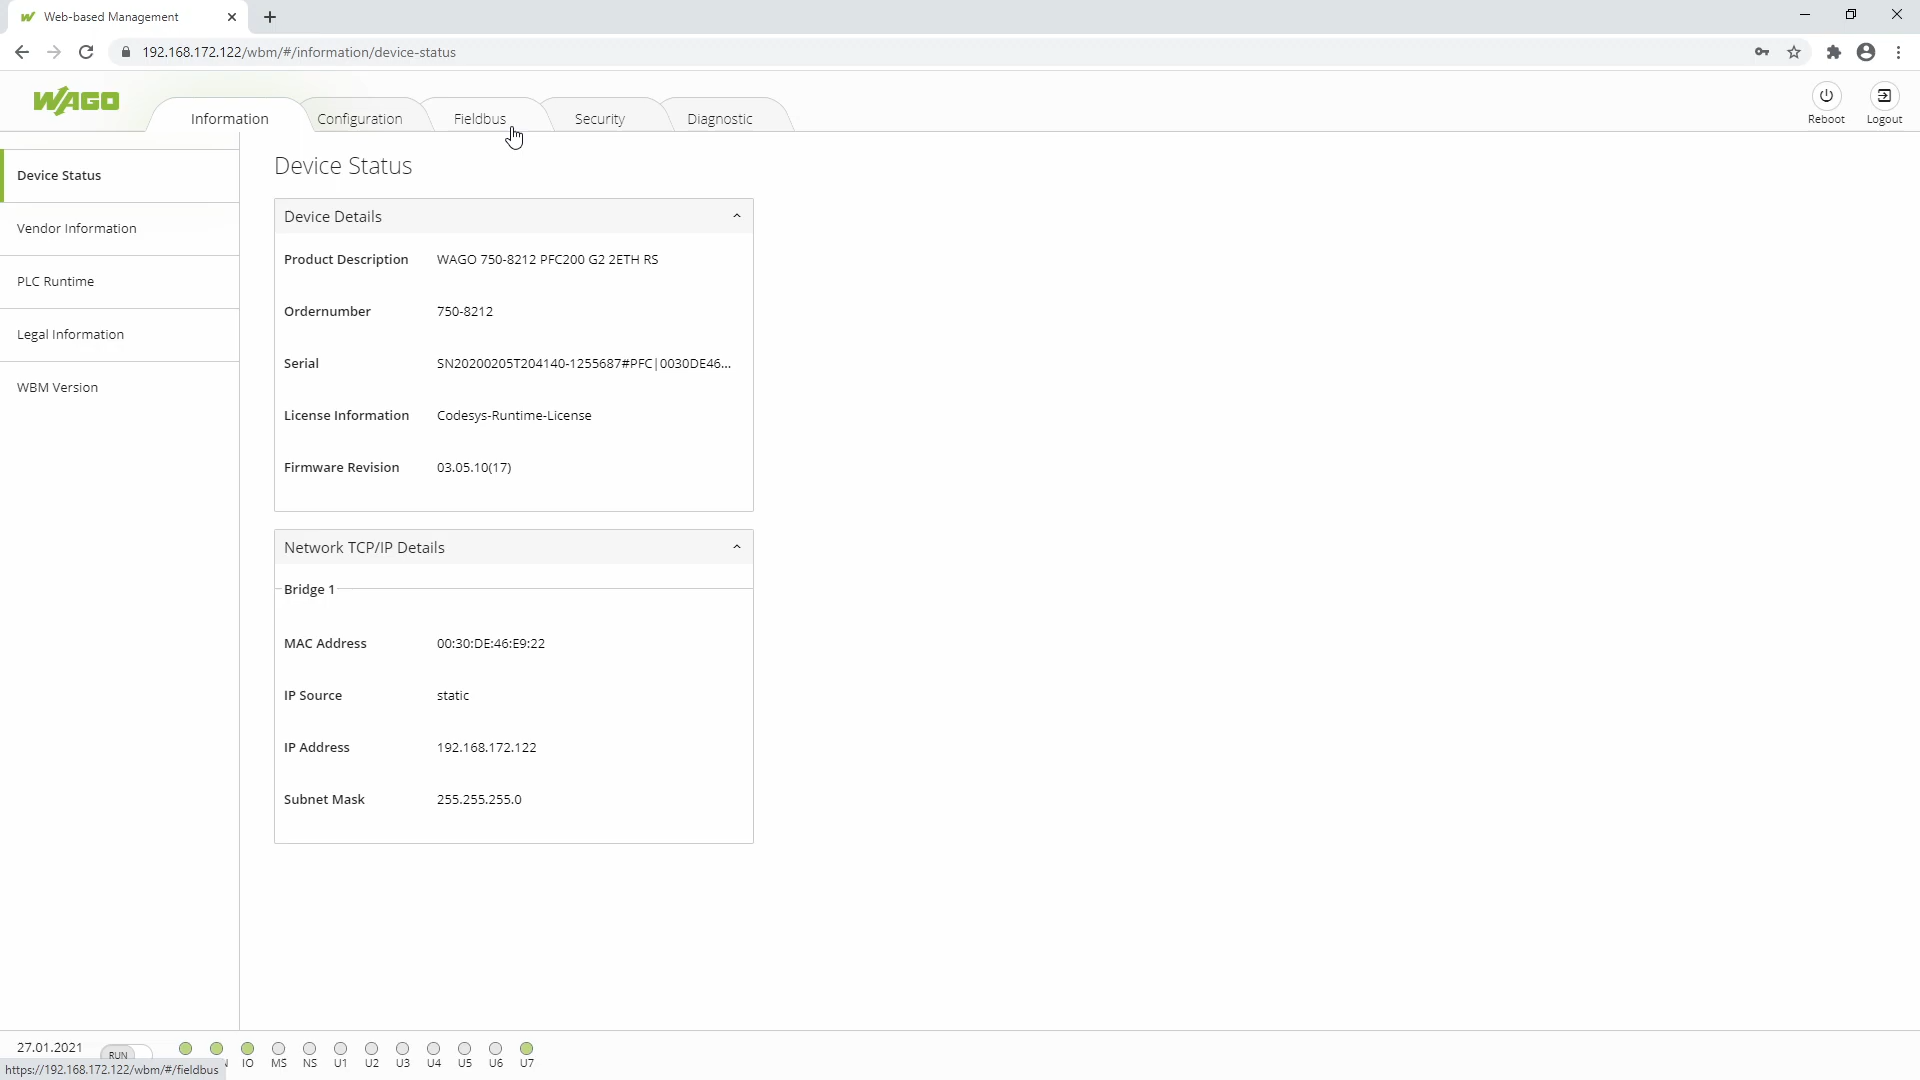 Web-based Management
192.168.172.122/wbm/#/information/device-status
WAGO
Information
Configuration
Fieldbus
Security
Diagnostic
Reboot
Logout
Device Status
Vendor Information
PLC Runtime
Legal Information
WBM Version
Device Status
Device Details
Product Description WAGO 750-8212 PFC200 G2 2ETH RS
Ordernumber 750-8212
Serial SN20200205T204140-1255687#PFC|0030DE46...
License Information Codesys-Runtime-License
Firmware Revision 03.05.10(17)
Network TCP/IP Details
Bridge 1
MAC Address 00:30:DE:46:E9:22
IP Source static
IP Address 192.168.172.122
Subnet Mask 255.255.255.0
27.01.2021
RUN
IO MS NS U1 U2 U3 U4 U5 U6 U7
https://192.168.172.122/wbm/#/fieldbus